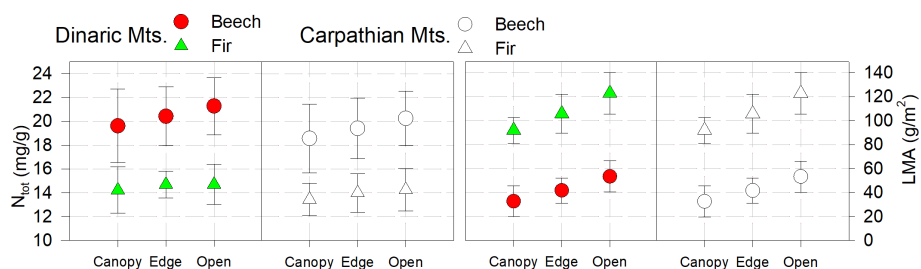 Dinaric Mts.
Beech
Fir
Carpathian Mts.
Beech
Fir
N_tot (mg/g)
24
22
20
18
16
14
12
10
Canopy Edge Open
Canopy Edge Open
Canopy Edge Open
Canopy Edge Open
140
120
100
80
60
40
20
0
LMA (g/m²)